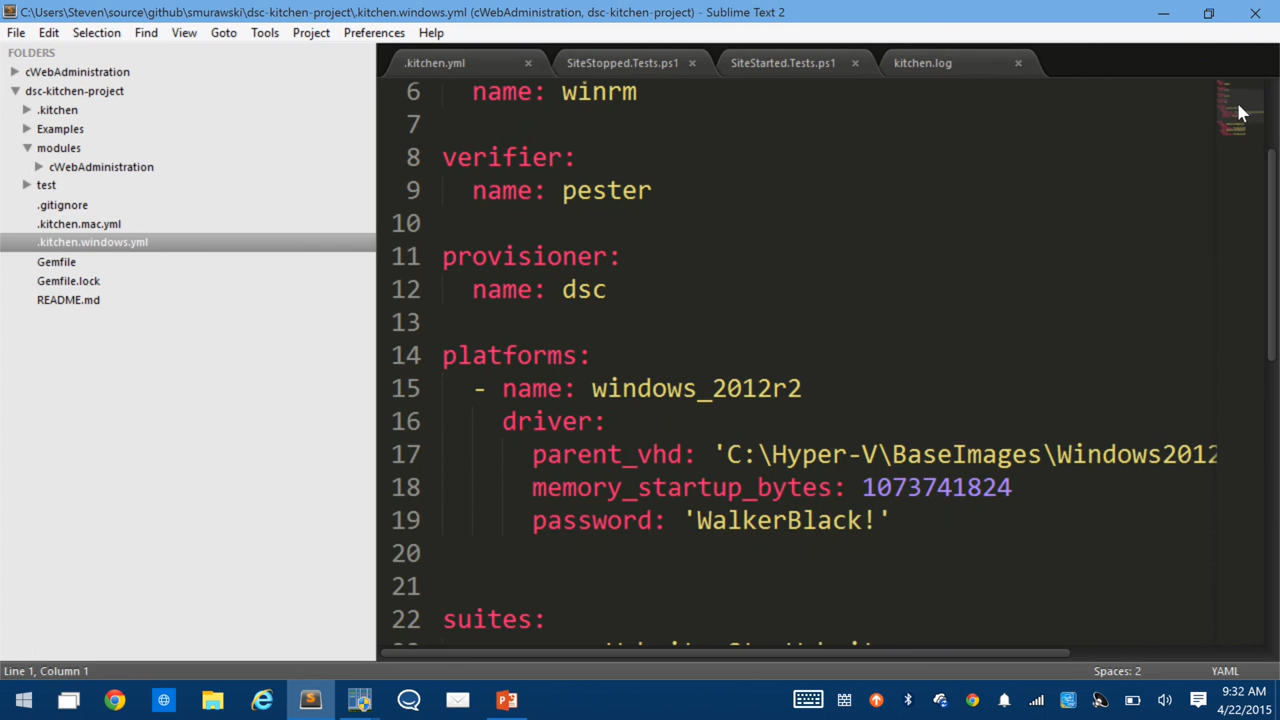 C:\Users\Steven\source\github\smurawski\dsc-kitchen-project\.kitchen.windows.yml (cWebAdministration, dsc-kitchen-project) - Sublime Text 2
File Edit Selection Find View Goto Tools Project Preferences Help
FOLDERS
cWebAdministration
dsc-kitchen-project
.kitchen
Examples
modules
cWebAdministration
test
.gitignore
.kitchen.mac.yml
.kitchen.windows.yml
Gemfile
Gemfile.lock
README.md
.kitchen.yml SiteStopped.Tests.ps1 SiteStarted.Tests.ps1 kitchen.log
6 name: winrm
7
8 verifier:
9 name: pester
10
11 provisioner:
12 name: dsc
13
14 platforms:
15 - name: windows_2012r2
16 driver:
17 parent_vhd: 'C:\Hyper-V\BaseImages\Windows2012
18 memory_startup_bytes: 1073741824
19 password: 'WalkerBlack!'
20
21
22 suites:
Line 1, Column 1 Spaces: 2 YAML
9:32 AM
4/22/2015